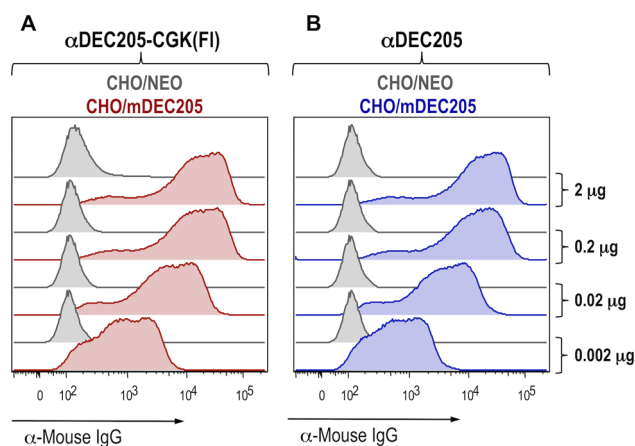 A
αDEC205-CGK(FI)
CHO/NEO
CHO/mDEC205
0 10² 10³ 10⁴ 10⁵
α-Mouse IgG
B
αDEC205
CHO/NEO
CHO/mDEC205
2 μg
0.2 μg
0.02 μg
0.002 μg
0 10² 10³ 10⁴ 10⁵
α-Mouse IgG